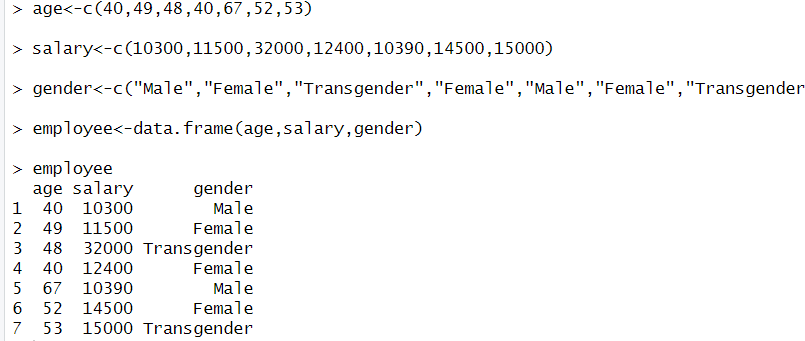 > age<-c(40,49,48,40,67,52,53)
> salary<-c(10300,11500,32000,12400,10390,14500,15000)
> gender<-c("Male","Female","Transgender","Female","Male","Female","Transgender
> employee<-data.frame(age,salary,gender)
> employee
  age salary      gender
1  40  10300        Male
2  49  11500      Female
3  48  32000 Transgender
4  40  12400      Female
5  67  10390        Male
6  52  14500      Female
7  53  15000 Transgender